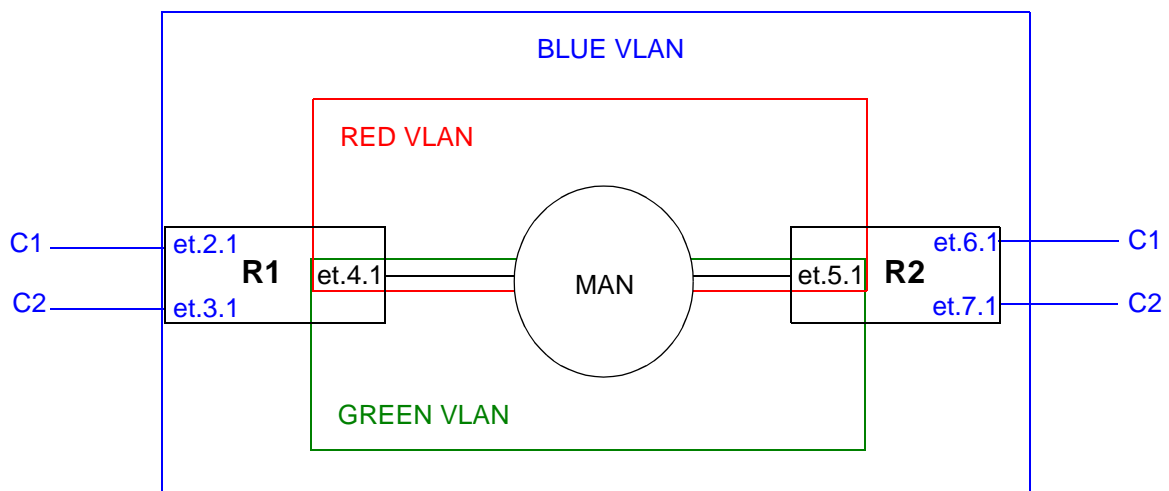 BLUE VLAN
RED VLAN
C1
et.2.1
et.6.1
C1
R1
et.4.1
MAN
et.5.1
R2
C2
et.3.1
et.7.1
C2
GREEN VLAN